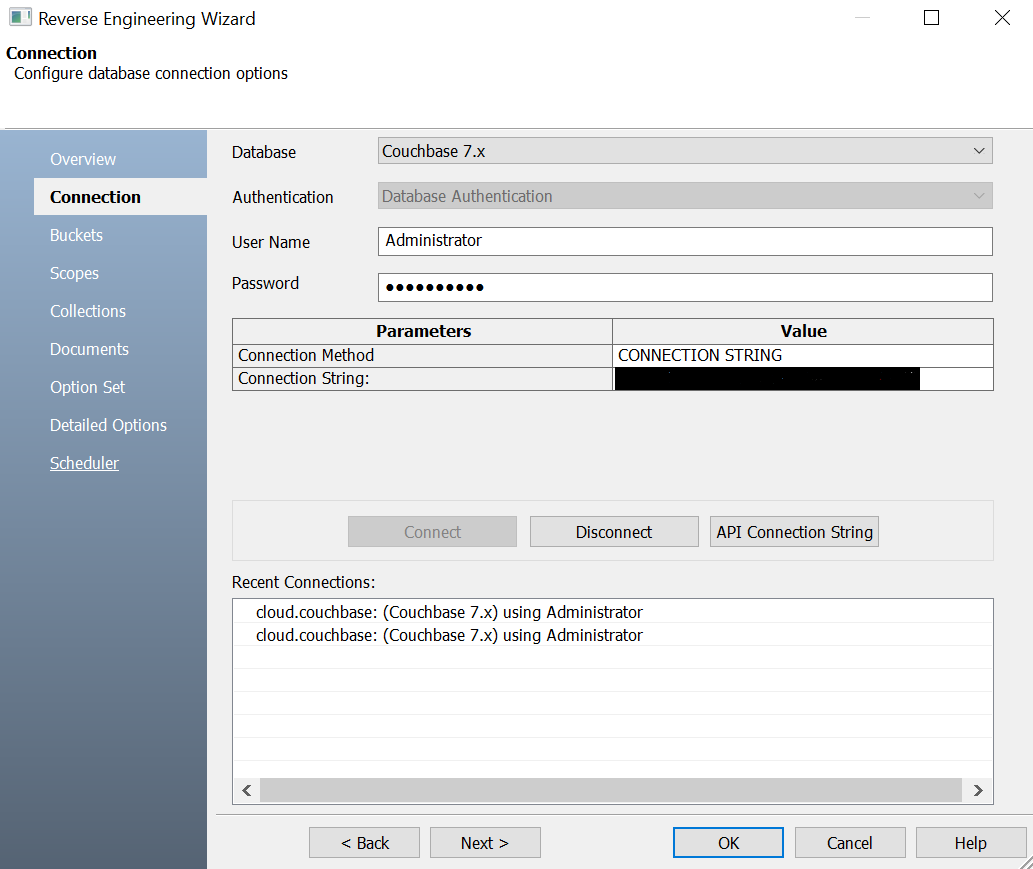 Reverse Engineering Wizard
Connection
Configure database connection options
Overview
Connection
Buckets
Scopes
Collections
Documents
Option Set
Detailed Options
Scheduler
Database
Couchbase 7.x
Authentication
Database Authentication
User Name
Administrator
Password
●●●●●●●●●●
Parameters Value
Connection Method CONNECTION STRING
Connection String:
Connect Disconnect API Connection String
Recent Connections:
cloud.couchbase: (Couchbase 7.x) using Administrator
cloud.couchbase: (Couchbase 7.x) using Administrator
< Back Next > OK Cancel Help